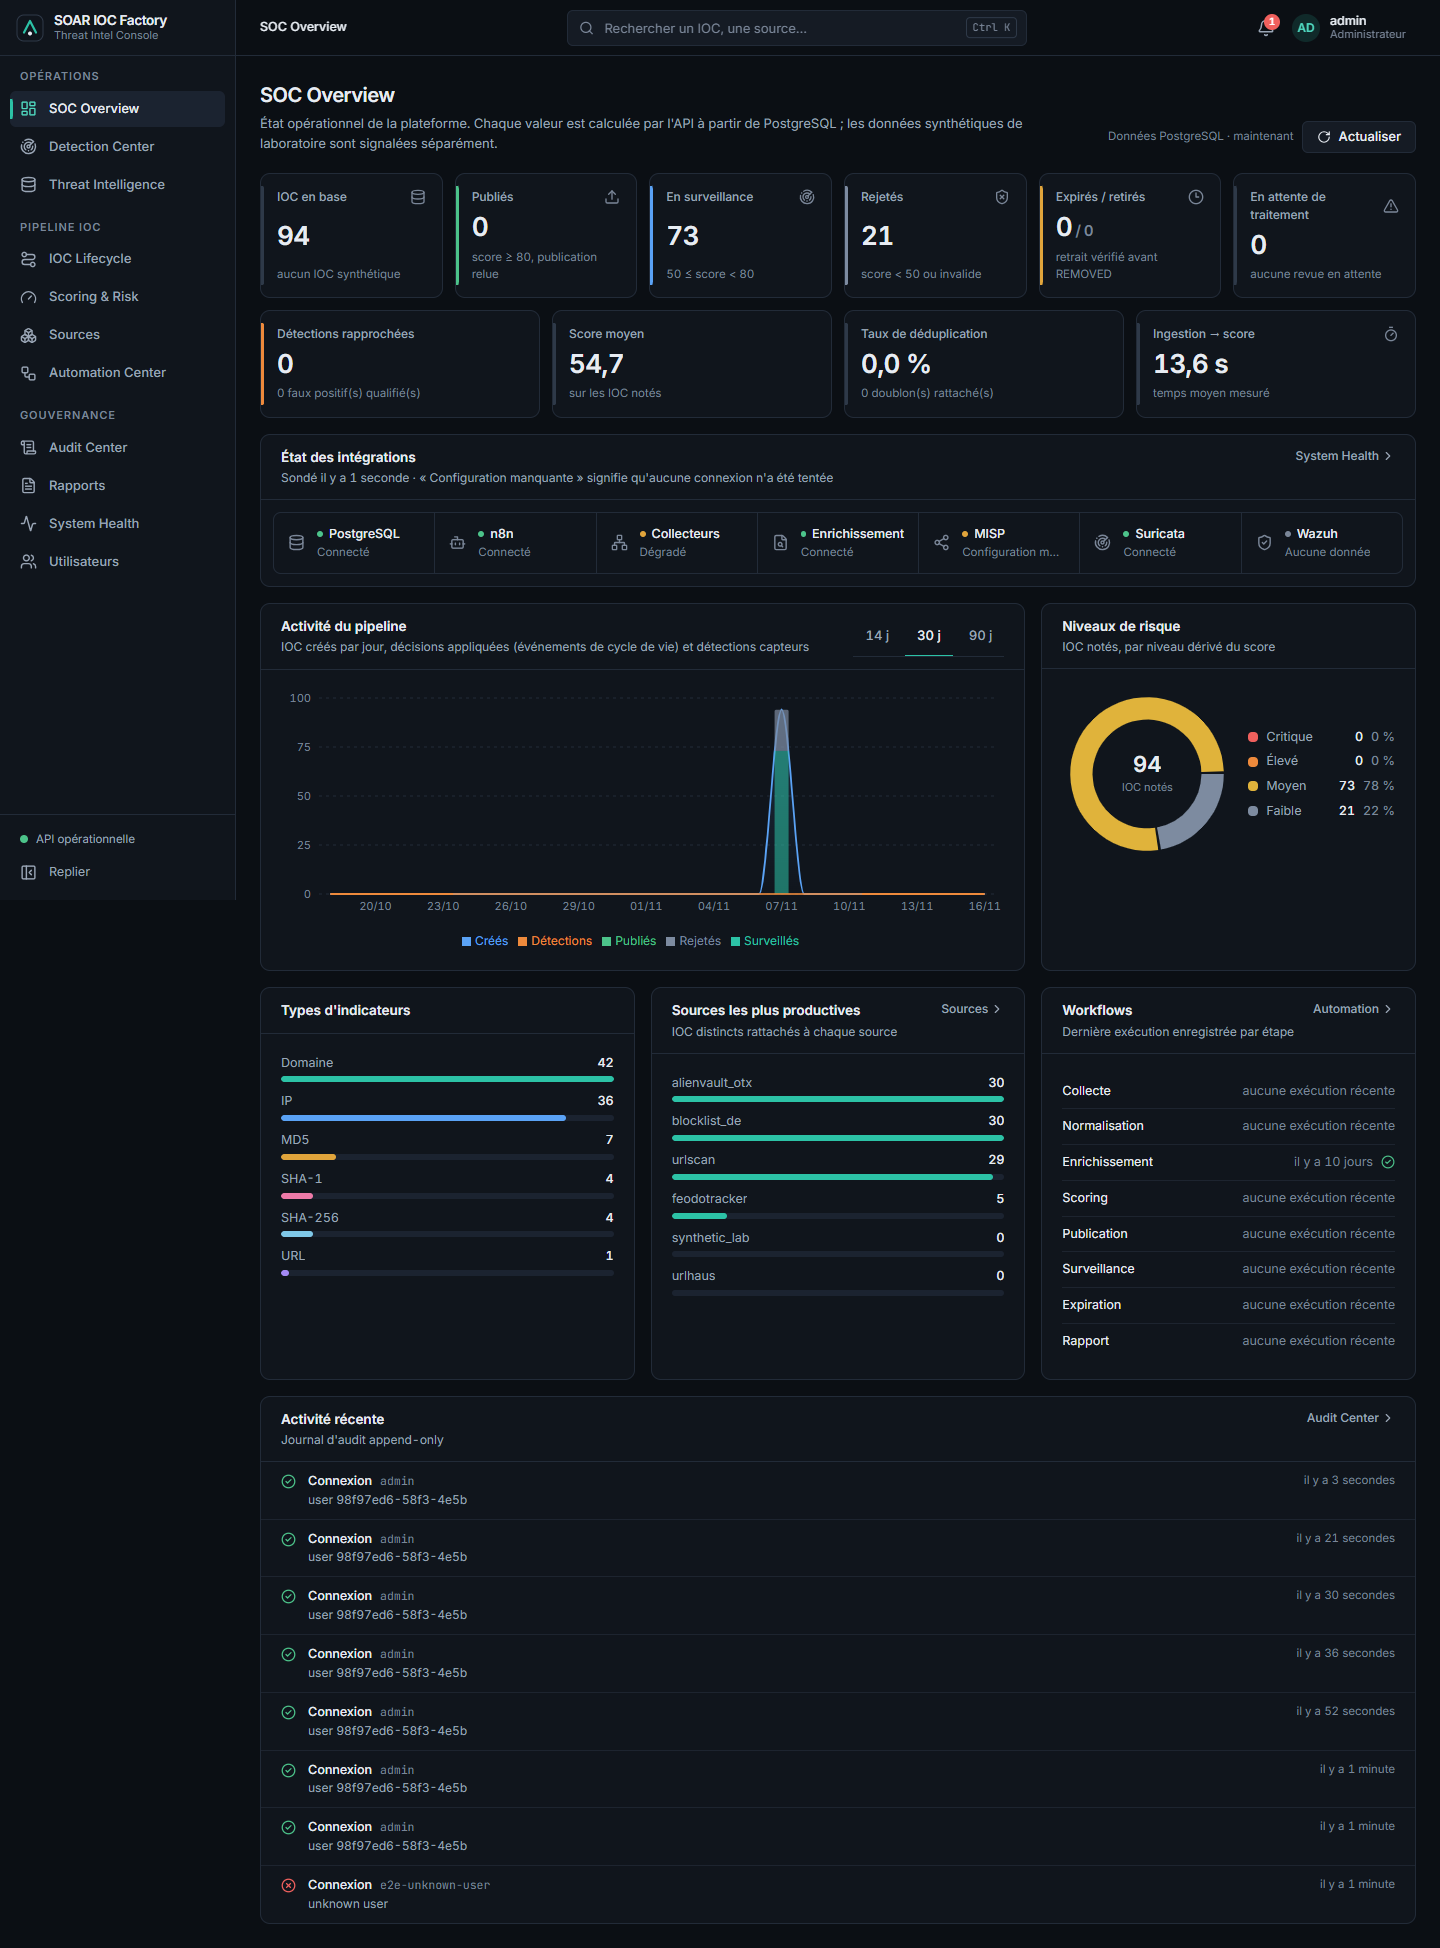 SOAR IOC Factory
Threat Intel Console
SOC Overview
Rechercher un IOC, une source...
Ctrl K
1
AD
admin
Administrateur
OPÉRATIONS
SOC Overview
Detection Center
Threat Intelligence
PIPELINE IOC
IOC Lifecycle
Scoring & Risk
Sources
Automation Center
GOUVERNANCE
Audit Center
Rapports
System Health
Utilisateurs
API opérationnelle
Replier
SOC Overview
État opérationnel de la plateforme. Chaque valeur est calculée par l'API à partir de PostgreSQL ; les données synthétiques de
laboratoire sont signalées séparément.
Données PostgreSQL · maintenant
Actualiser
IOC en base
94
aucun IOC synthétique
Publiés
0
score ≥ 80, publication
relue
En surveillance
73
50 ≤ score < 80
Rejetés
21
score < 50 ou invalide
Expirés / retirés
0 / 0
retrait vérifié avant
REMOVED
En attente de
traitement
0
aucune revue en attente
Détections rapprochées
0
0 faux positif(s) qualifié(s)
Score moyen
54,7
sur les IOC notés
Taux de déduplication
0,0 %
0 doublon(s) rattaché(s)
Ingestion → score
13,6 s
temps moyen mesuré
État des intégrations
Sondé il y a 1 seconde · « Configuration manquante » signifie qu'aucune connexion n'a été tentée
System Health
PostgreSQL
Connecté
n8n
Connecté
Collecteurs
Dégradé
Enrichissement
Connecté
MISP
Configuration m...
Suricata
Connecté
Wazuh
Aucune donnée
Activité du pipeline
IOC créés par jour, décisions appliquées (événements de cycle de vie) et détections capteurs
14 j
30 j
90 j
100
75
50
25
0
20/10
23/10
26/10
29/10
01/11
04/11
07/11
10/11
13/11
16/11
Créés
Détections
Publiés
Rejetés
Surveillés
Niveaux de risque
IOC notés, par niveau dérivé du score
94
IOC notés
Critique 0 0 %
Élevé 0 0 %
Moyen 73 78 %
Faible 21 22 %
Types d'indicateurs
Domaine 42
IP 36
MD5 7
SHA-1 4
SHA-256 4
URL 1
Sources les plus productives
IOC distincts rattachés à chaque source
Sources
alienvault_otx 30
blocklist_de 30
urlscan 29
feodotracker 5
synthetic_lab 0
urlhaus 0
Workflows
Dernière exécution enregistrée par étape
Automation
Collecte aucune exécution récente
Normalisation aucune exécution récente
Enrichissement il y a 10 jours
Scoring aucune exécution récente
Publication aucune exécution récente
Surveillance aucune exécution récente
Expiration aucune exécution récente
Rapport aucune exécution récente
Activité récente
Journal d'audit append-only
Audit Center
Connexion admin il y a 3 secondes
user 98f97ed6-58f3-4e5b
Connexion admin il y a 21 secondes
user 98f97ed6-58f3-4e5b
Connexion admin il y a 30 secondes
user 98f97ed6-58f3-4e5b
Connexion admin il y a 36 secondes
user 98f97ed6-58f3-4e5b
Connexion admin il y a 52 secondes
user 98f97ed6-58f3-4e5b
Connexion admin il y a 1 minute
user 98f97ed6-58f3-4e5b
Connexion admin il y a 1 minute
user 98f97ed6-58f3-4e5b
Connexion e2e-unknown-user il y a 1 minute
unknown user